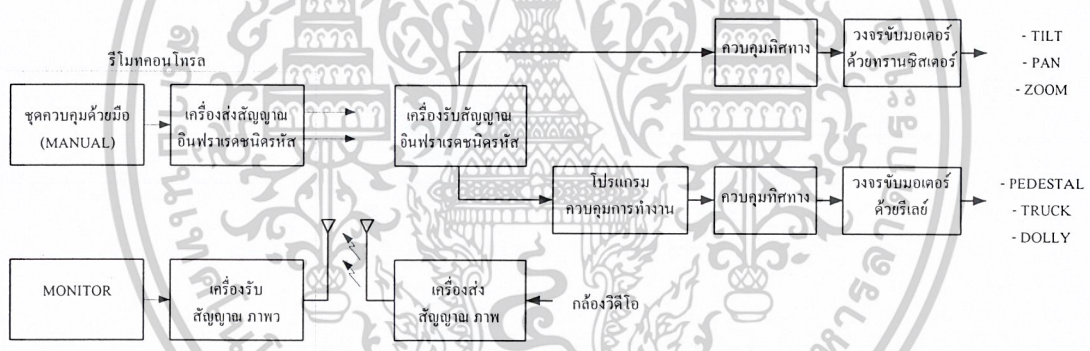 รีโมทคอนโทรล
ชุดควบคุมด้วยมือ
(MANUAL)
เครื่องส่งสัญญาณ
อินฟราเรดชนิดรหัส
เครื่องรับสัญญาณ
อินฟราเรดชนิดรหัส
ควบคุมทิศทาง
วงจรขับมอเตอร์
ด้วยทรานซิสเตอร์
- TILT
- PAN
- ZOOM
โปรแกรม
ควบคุมการทำงาน
ควบคุมทิศทาง
วงจรขับมอเตอร์
ด้วยรีเลย์
- PEDESTAL
- TRUCK
- DOLLY
MONITOR
เครื่องรับ
สัญญาณ ภาพว
เครื่องส่ง
สัญญาณ ภาพ
กล้องวิดีโอ